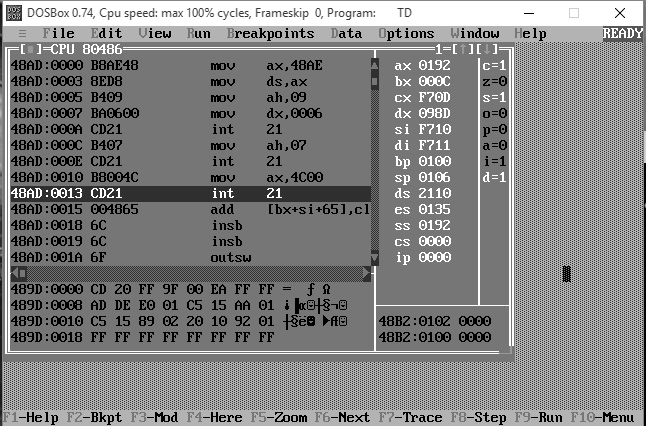 DOSBox 0.74, Cpu speed: max 100% cycles, Frameskip 0, Program: TD
File Edit View Run Breakpoints Data Options Window Help READY
[■]=CPU 80486 1=[↑][↓]
48AD:0000 B8AE48 mov ax,48AE
48AD:0003 8ED8 mov ds,ax
48AD:0005 B409 mov ah,09
48AD:0007 BA0600 mov dx,0006
48AD:000A CD21 int 21
48AD:000C B407 mov ah,07
48AD:000E CD21 int 21
48AD:0010 B8004C mov ax,4C00
48AD:0013 CD21 int 21
48AD:0015 004865 add [bx+si+65],cl
48AD:0018 6C insb
48AD:0019 6C insb
48AD:001A 6F outsw
ax 0192 c=1
bx 000C z=0
cx F70D s=1
dx 098D o=0
si F710 p=0
di F711 a=0
bp 0100 i=1
sp 0106 d=1
ds 2110
es 0135
ss 0192
cs 0000
ip 0000
489D:0000 CD 20 FF 9F 00 EA FF FF = ƒ Ω
489D:0008 AD DE E0 01 C5 15 AA 01 ¡▐α☺┼§¬☺
489D:0010 C5 15 89 02 20 10 92 01 ┼§ë☻ ►Æ☺
489D:0018 FF FF FF FF FF FF FF FF
48B2:0102 0000
48B2:0100 0000
F1-Help F2-Bkpt F3-Mod F4-Here F5-Zoom F6-Next F7-Trace F8-Step F9-Run F10-Menu